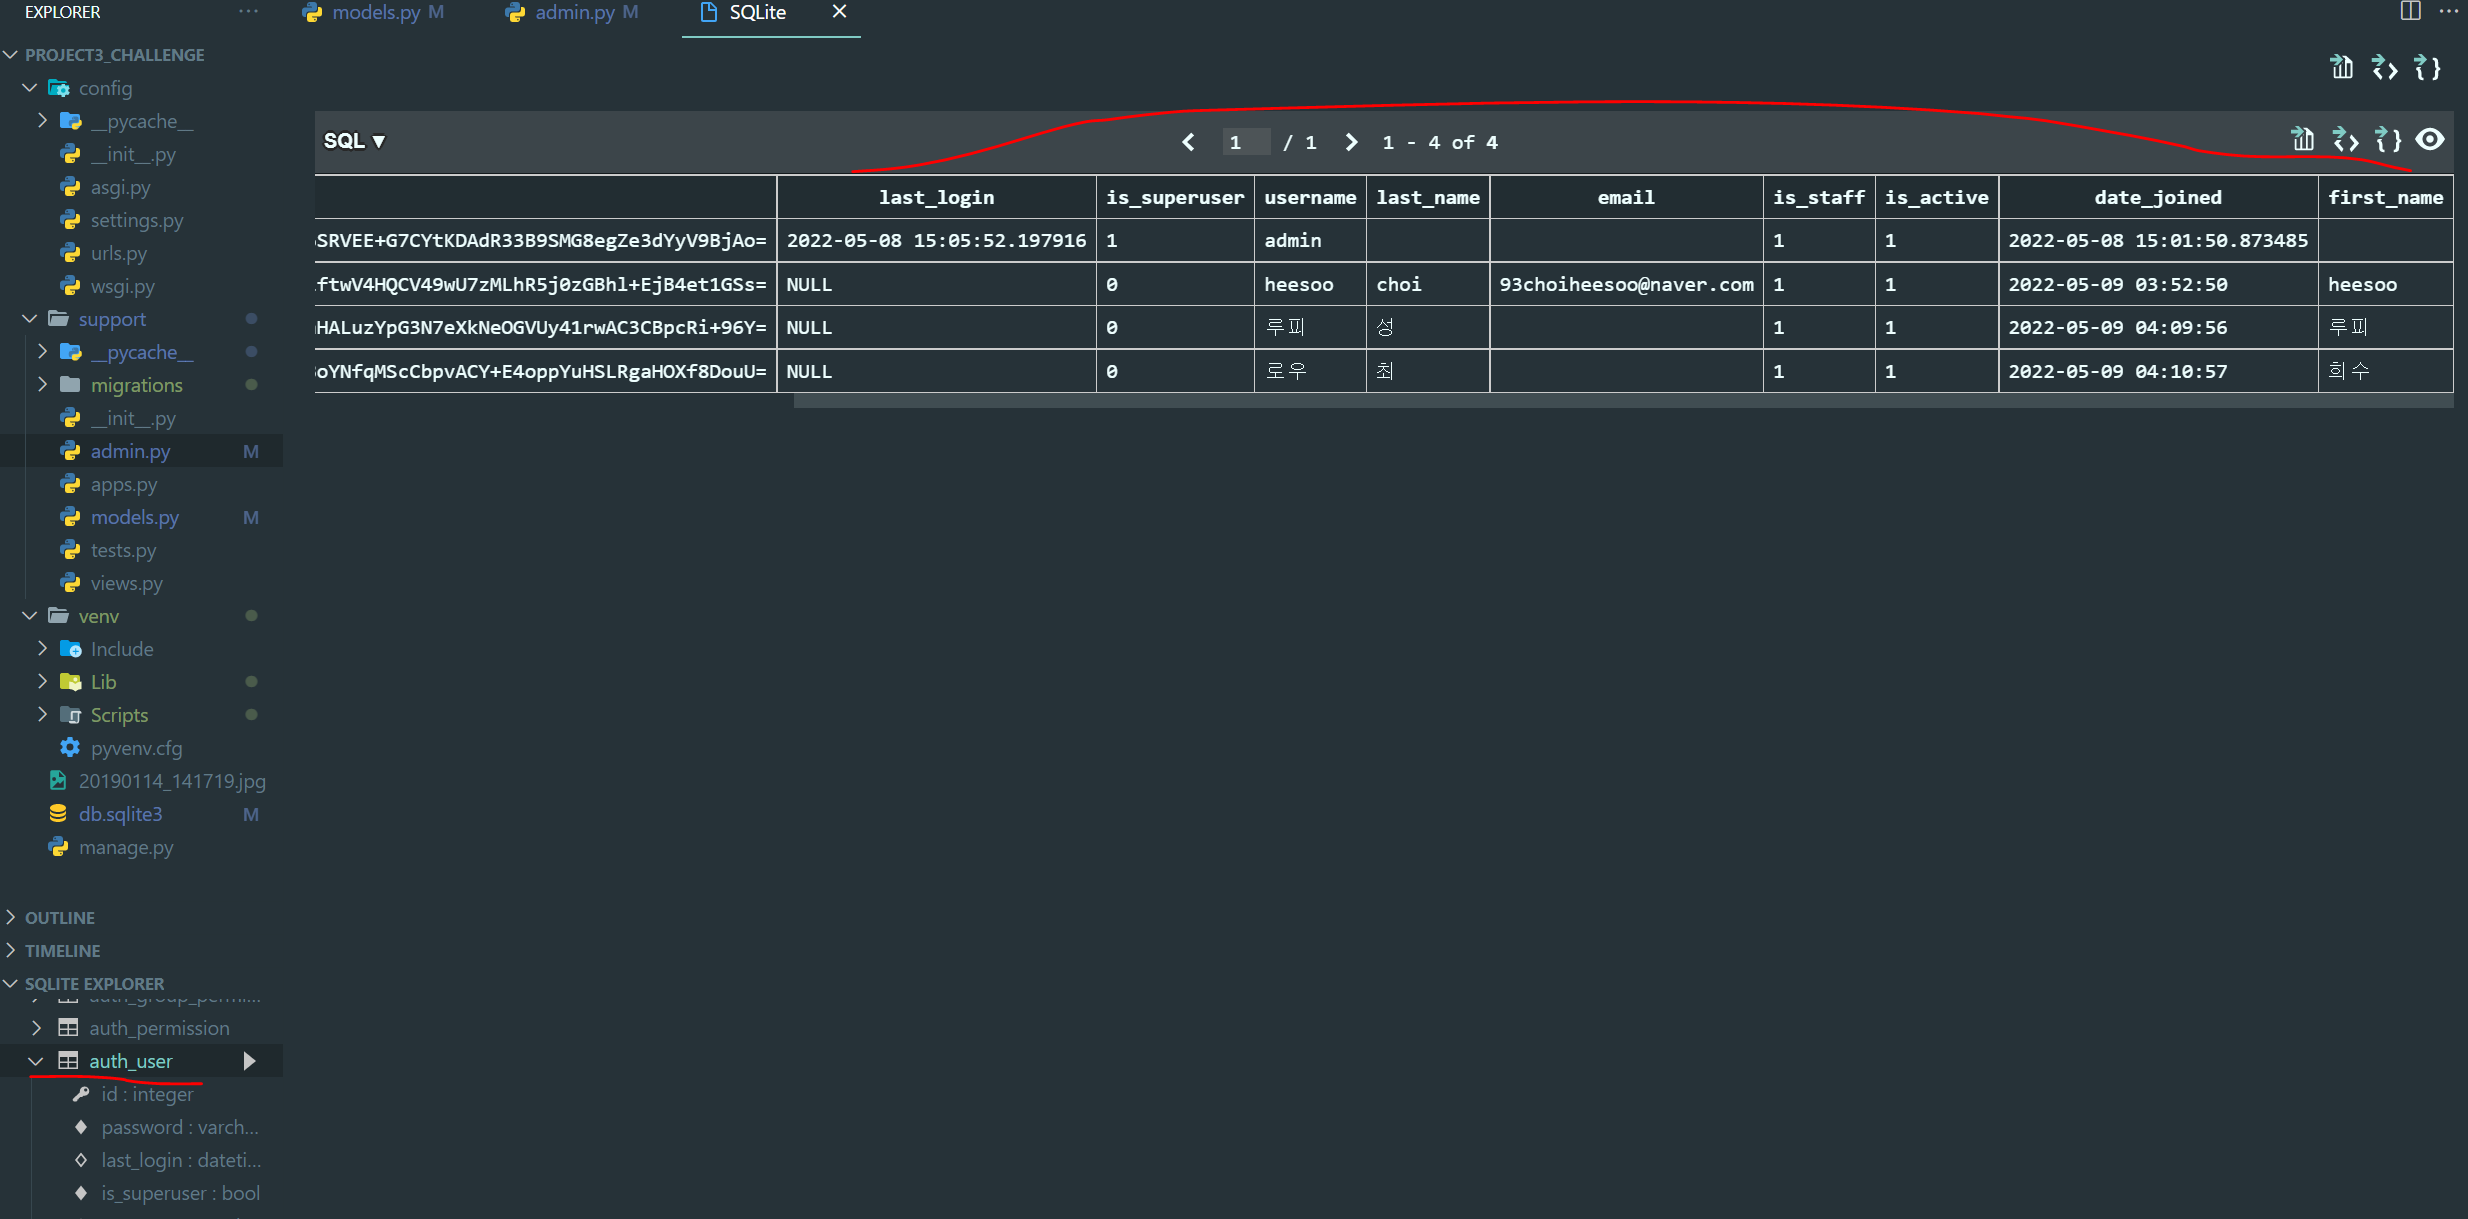 EXPLORER
models.py M
admin.py M
SQLite
PROJECT3_CHALLENGE
config
__pycache__
__init__.py
asgi.py
settings.py
urls.py
wsgi.py
support
__pycache__
migrations
__init__.py
admin.py M
apps.py
models.py M
tests.py
views.py
venv
Include
Lib
Scripts
pyvenv.cfg
20190114_141719.jpg
db.sqlite3 M
manage.py
OUTLINE
TIMELINE
SQLITE EXPLORER
auth_group_permi...
auth_permission
auth_user
id : integer
password : varch...
last_login : dateti...
is_superuser : bool
SQL ▼
1 / 1 1 - 4 of 4
last_login is_superuser username last_name email is_staff is_active date_joined first_name
SRVEE+G7CYtKDAdR33B9SMG8egZe3dYyV9BjAo= 2022-05-08 15:05:52.197916 1 admin 1 1 2022-05-08 15:01:50.873485
ftwV4HQCV49wU7zMLhR5j0zGBhl+EjB4et1GSs= NULL 0 heesoo choi 93choiheesoo@naver.com 1 1 2022-05-09 03:52:50 heesoo
HALuzYpG3N7eXkNeOGVUy41rwAC3CBpcRi+96Y= NULL 0 루피 성 1 1 2022-05-09 04:09:56 루피
oYNfqMScCbpvACY+E4oppYuHSLRgaHOXf8DouU= NULL 0 로우 최 1 1 2022-05-09 04:10:57 희수